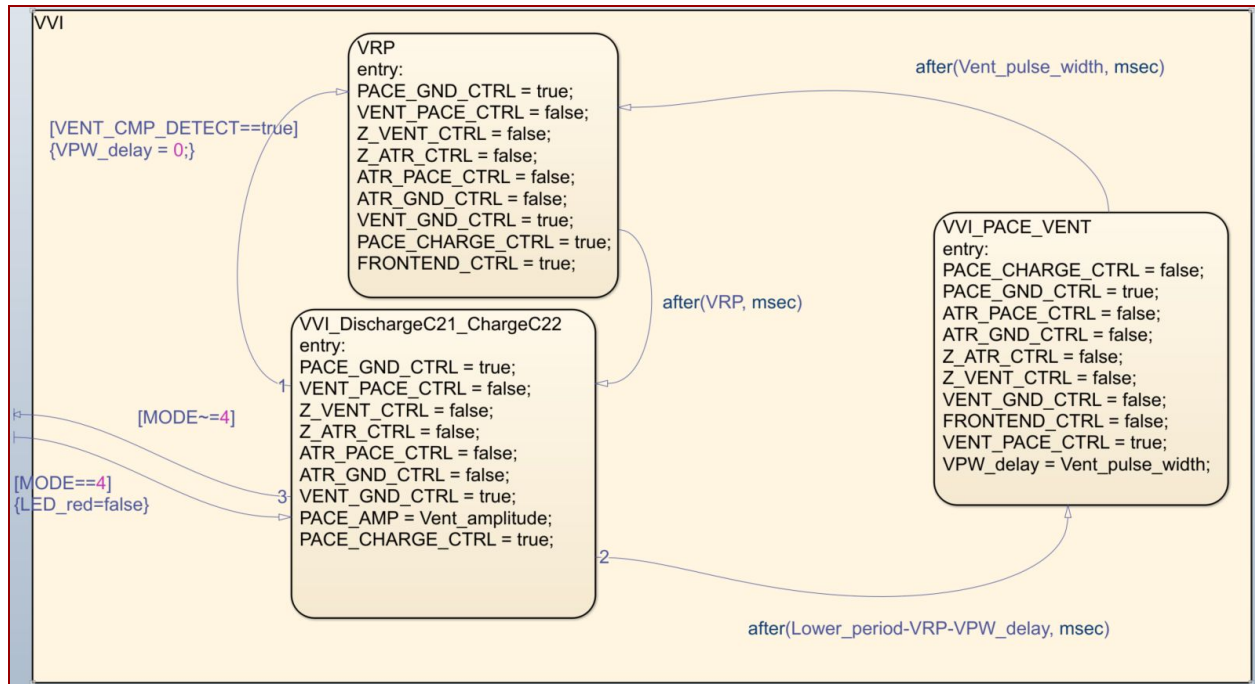 VVI
VRP
entry:
PACE_GND_CTRL = true;
VENT_PACE_CTRL = false;
Z_VENT_CTRL = false;
Z_ATR_CTRL = false;
ATR_PACE_CTRL = false;
ATR_GND_CTRL = false;
VENT_GND_CTRL = true;
PACE_CHARGE_CTRL = true;
FRONTEND_CTRL = true;
after(Vent_pulse_width, msec)
[VENT_CMP_DETECT==true]
{VPW_delay = 0;}
VVI_PACE_VENT
entry:
PACE_CHARGE_CTRL = false;
PACE_GND_CTRL = true;
ATR_PACE_CTRL = false;
ATR_GND_CTRL = false;
Z_ATR_CTRL = false;
Z_VENT_CTRL = false;
VENT_GND_CTRL = false;
FRONTEND_CTRL = false;
VENT_PACE_CTRL = true;
VPW_delay = Vent_pulse_width;
after(VRP, msec)
VVI_DischargeC21_ChargeC22
entry:
PACE_GND_CTRL = true;
VENT_PACE_CTRL = false;
Z_VENT_CTRL = false;
Z_ATR_CTRL = false;
ATR_PACE_CTRL = false;
ATR_GND_CTRL = false;
VENT_GND_CTRL = true;
PACE_AMP = Vent_amplitude;
PACE_CHARGE_CTRL = true;
1
[MODE~=4]
3
[MODE==4]
{LED_red=false}
2
after(Lower_period-VRP-VPW_delay, msec)